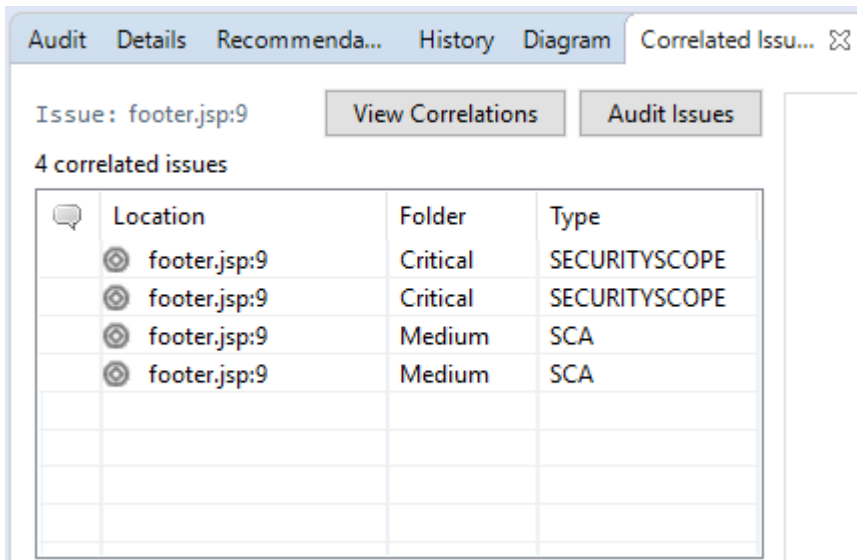 Audit Details Recommenda... History Diagram Correlated Issu...
Issue: footer.jsp:9 View Correlations Audit Issues
4 correlated issues
Location Folder Type
footer.jsp:9 Critical SECURITYSCOPE
footer.jsp:9 Critical SECURITYSCOPE
footer.jsp:9 Medium SCA
footer.jsp:9 Medium SCA